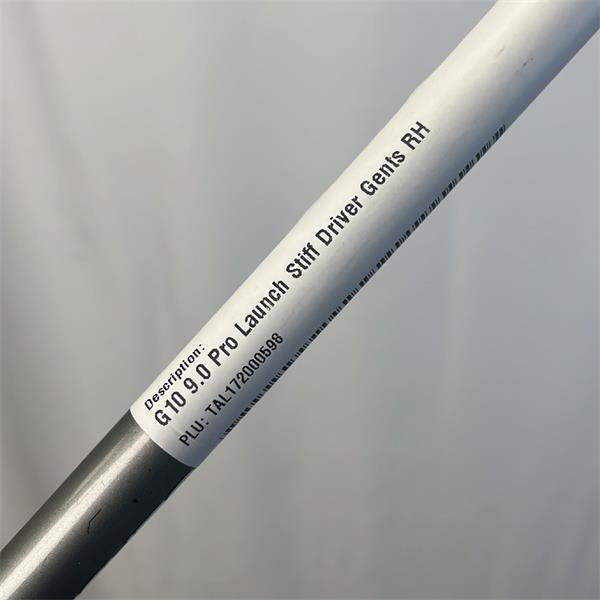 Description:
G10 9.0 Pro Launch Stiff Driver Gents RH
PLU: TAL172000598